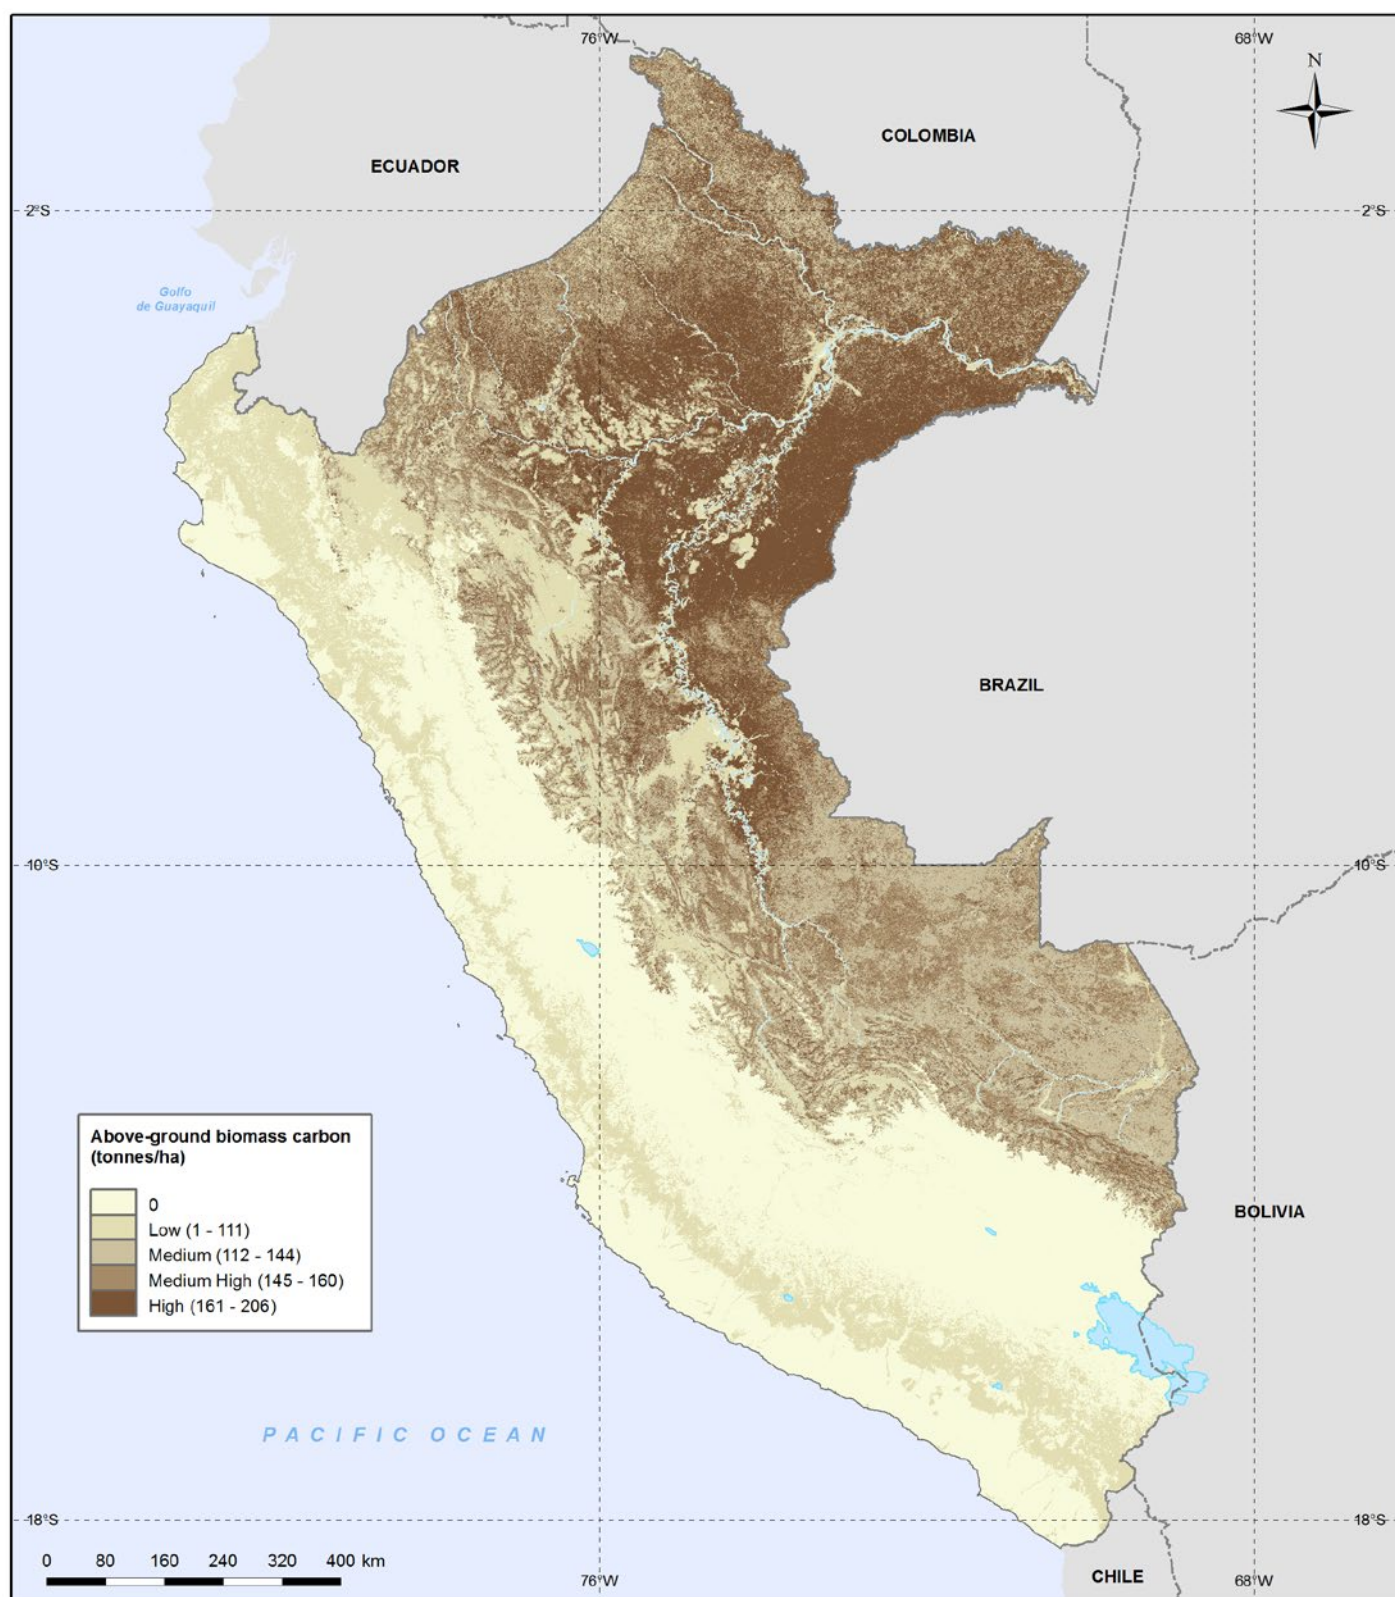 76°W
68°W
N
COLOMBIA
ECUADOR
2°S
2°S
Golfo
de Guayaquil
BRAZIL
10°S
10°S
Above-ground biomass carbon
(tonnes/ha)
0
Low (1 - 111)
Medium (112 - 144)
Medium High (145 - 160)
High (161 - 206)
BOLIVIA
PACIFIC OCEAN
18°S
18°S
0 80 160 240 320 400 km
76°W
CHILE
68°W